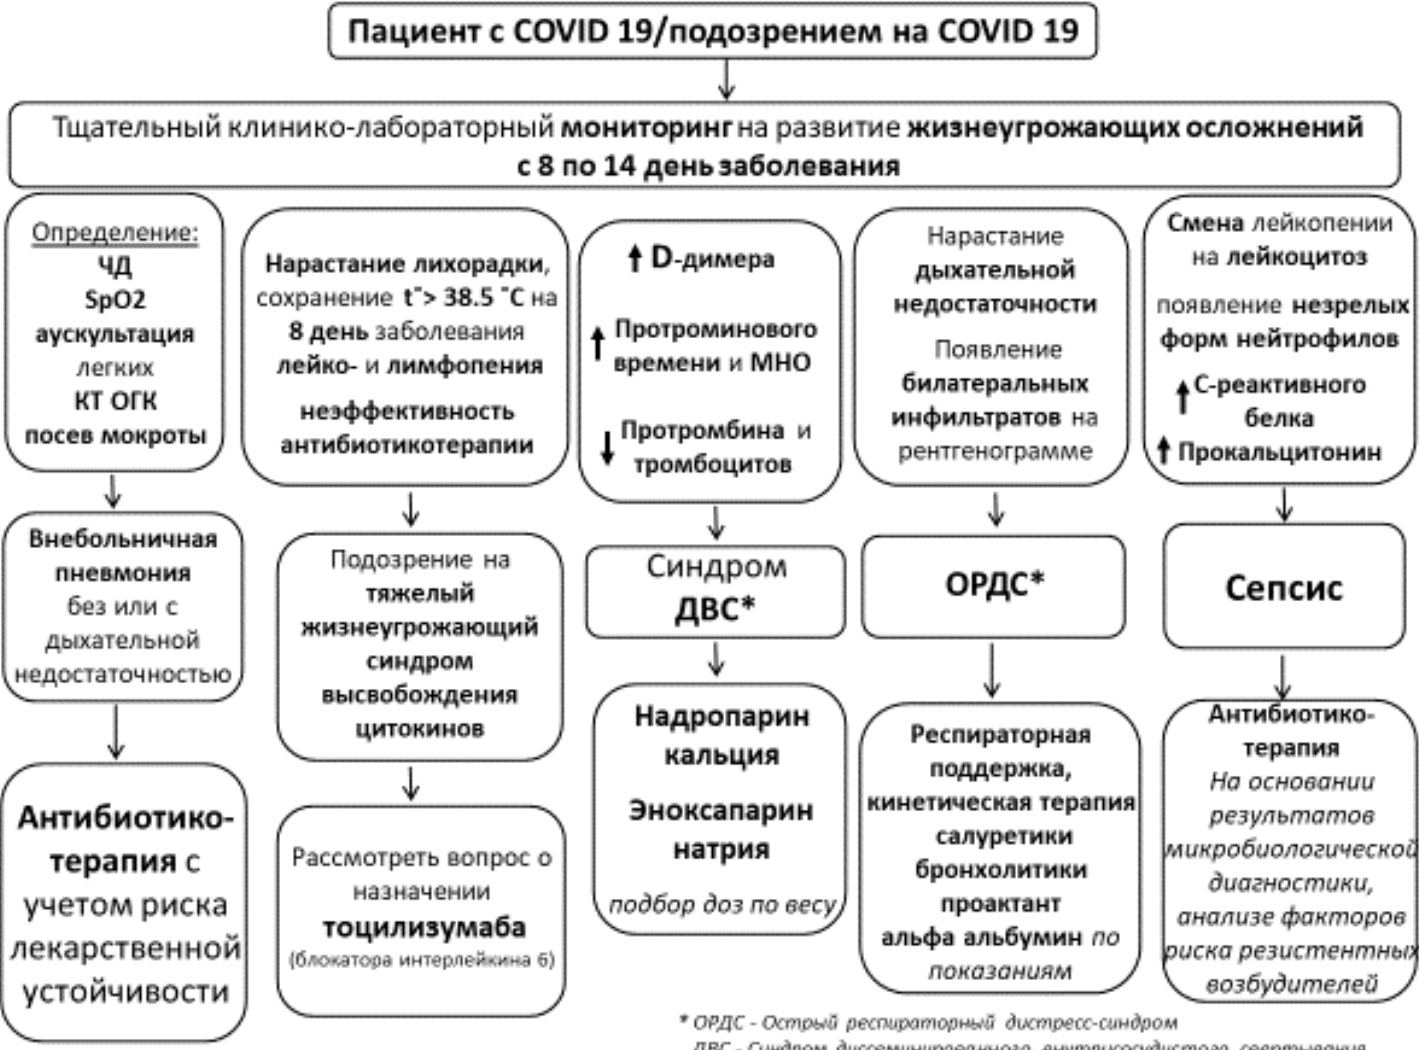 Пациент с COVID 19/подозрением на COVID 19
Тщательный клинико-лабораторный мониторинг на развитие жизнеугрожающих осложнений
с 8 по 14 день заболевания
Определение:
ЧД
SpO2
аускультация
легких
КТ ОГК
посев мокроты
Внебольничная
пневмония
без или с
дыхательной
недостаточностью
Антибиотико-
терапия с
учетом риска
лекарственной
устойчивости
Нарастание лихорадки,
сохранение t˚> 38.5 ˚C на
8 день заболевания
лейко- и лимфопения
неэффективность
антибиотикотерапии
Подозрение на
тяжелый
жизнеугрожающий
синдром
высвобождения
цитокинов
Рассмотреть вопрос о
назначении
тоцилизумаба
(блокатора интерлейкина 6)
D-димера
Протроминового
времени и МНО
Протромбина и
тромбоцитов
Синдром
ДВС*
Надропарин
кальция
Эноксапарин
натрия
подбор доз по весу
Нарастание
дыхательной
недостаточности
Появление
билатеральных
инфильтратов на
рентгенограмме
ОРДС*
Респираторная
поддержка,
кинетическая терапия
салуретики
бронхолитики
проактант
альфа альбумин по
показаниям
Смена лейкопении
на лейкоцитоз
появление незрелых
форм нейтрофилов
С-реактивного
белка
Прокальцитонин
Сепсис
Антибиотико-
терапия
На основании
результатов
микробиологической
диагностики,
анализе факторов
риска резистентных
возбудителей
* ОРДС - Острый респираторный дистресс-синдром
ДВС - Синдром диссеминированного внутрисосудистого свертывания